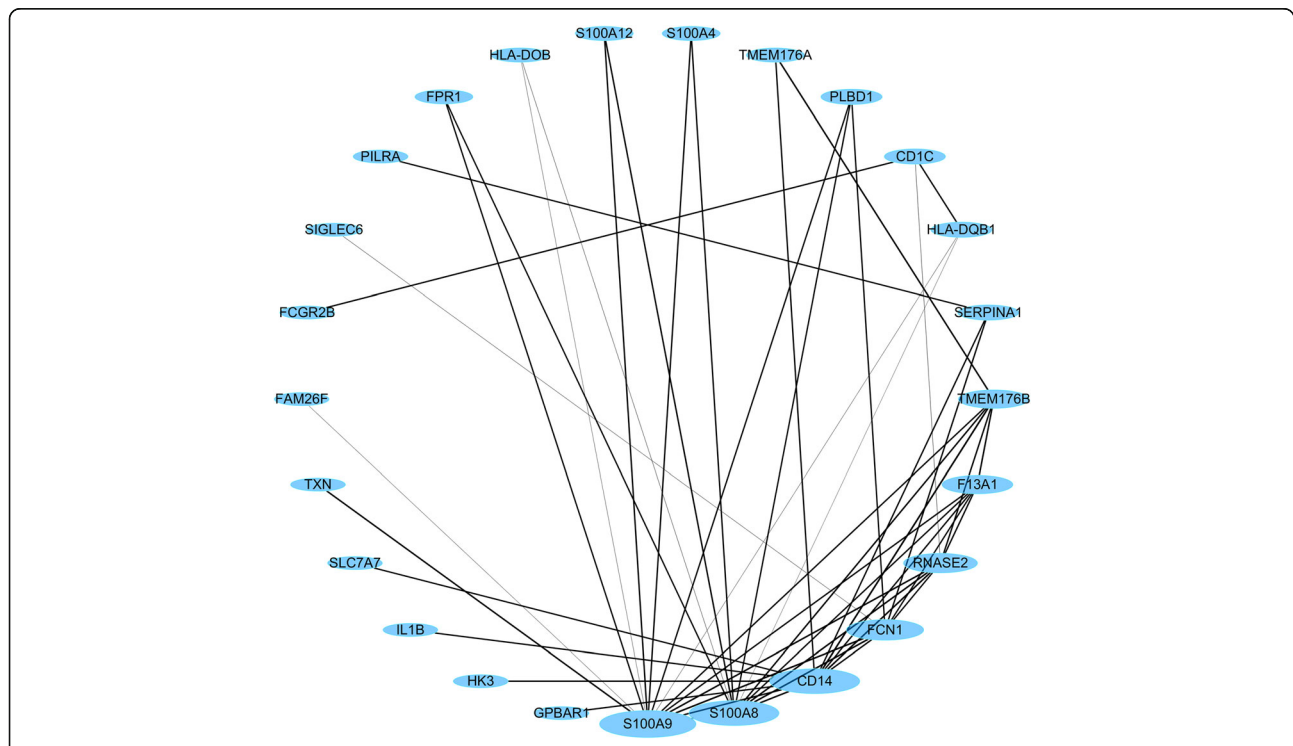 S100A12
S100A4
HLA-DOB
TMEM176A
FPR1
PLBD1
PILRA
CD1C
SIGLEC6
HLA-DQB1
FCGR2B
SERPINA1
FAM26F
TMEM176B
TXN
F13A1
SLC7A7
RNASE2
IL1B
FCN1
HK3
CD14
GPBAR1
S100A9
S100A8